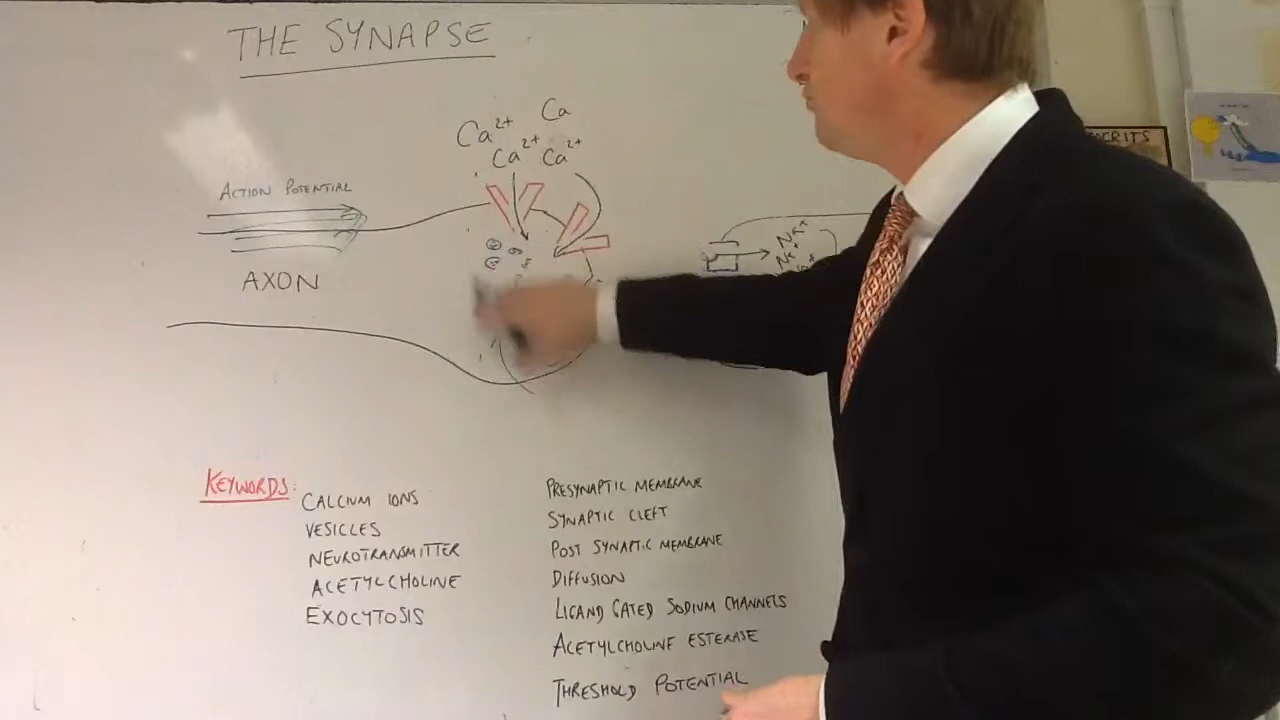 THE SYNAPSE
Ca
Ca2+
Ca2+ Ca2+
ACTION POTENTIAL
AXON
Na+
Na+
KEYWORDS:
CALCIUM IONS
VESICLES
NEUROTRANSMITTER
ACETYLCHOLINE
EXOCYTOSIS
PRESYNAPTIC MEMBRANE
SYNAPTIC CLEFT
POST SYNAPTIC MEMBRANE
DIFFUSION
LIGAND GATED SODIUM CHANNELS
ACETYLCHOLINE ESTERASE
THRESHOLD POTENTIAL